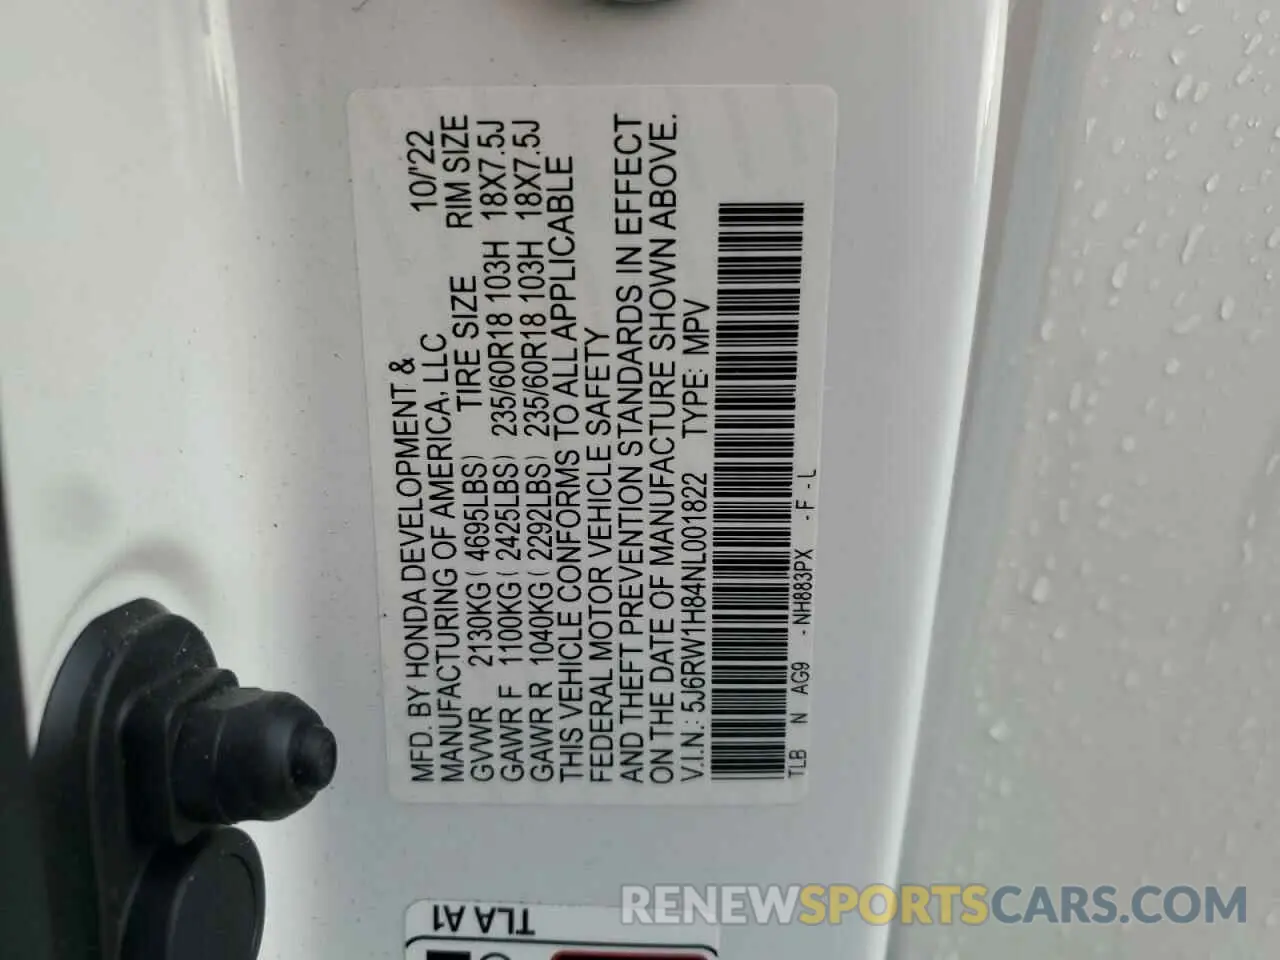 MFD. BY HONDA DEVELOPMENT &
MANUFACTURING OF AMERICA, LLC 10/'22
GVWR 2130KG ( 4695LBS) TIRE SIZE RIM SIZE
GAWR F 1100KG ( 2425LBS) 235/60R18 103H 18X7.5J
GAWR R 1040KG ( 2292LBS) 235/60R18 103H 18X7.5J
THIS VEHICLE CONFORMS TO ALL APPLICABLE
FEDERAL MOTOR VEHICLE SAFETY
AND THEFT PREVENTION STANDARDS IN EFFECT
ON THE DATE OF MANUFACTURE SHOWN ABOVE.
V.I.N.: 5J6RW1H84NL001822 TYPE: MPV
TLB N AG9 - NH883PX - F - L
TLA A1
RENEWSPORTSCARS.COM